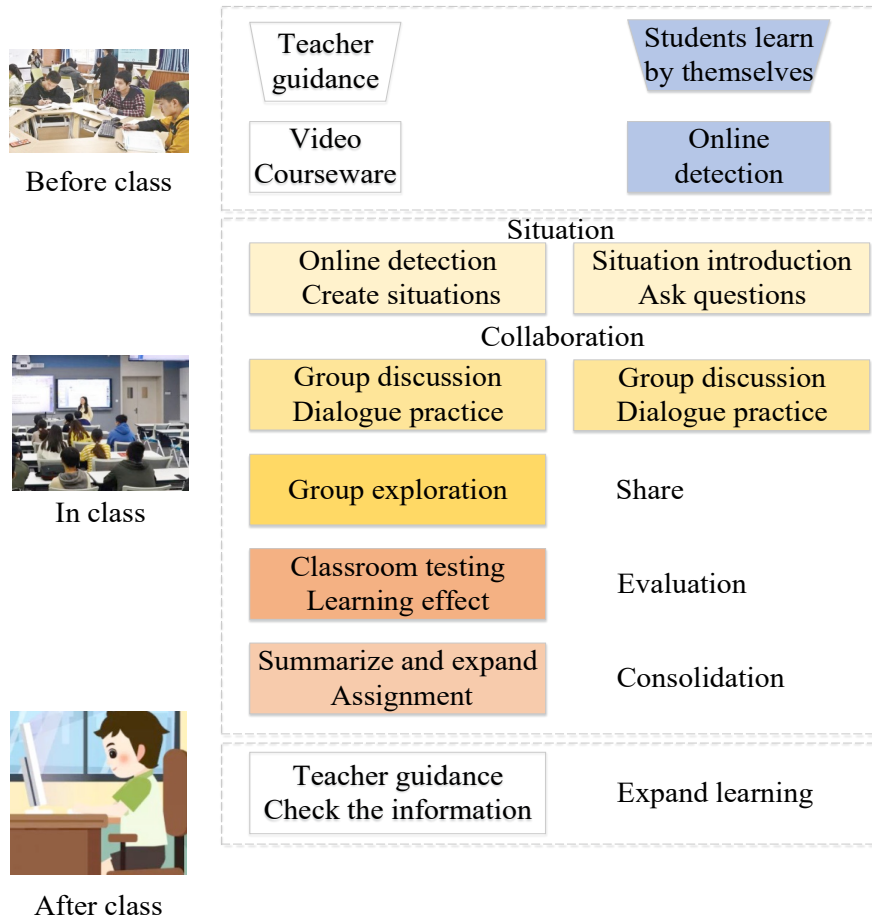 Teacher
guidance
Students learn
by themselves
Video
Courseware
Online
detection
Before class
Situation
Online detection
Create situations
Situation introduction
Ask questions
Collaboration
Group discussion
Dialogue practice
Group discussion
Dialogue practice
Group exploration
Share
In class
Classroom testing
Learning effect
Evaluation
Summarize and expand
Assignment
Consolidation
Teacher guidance
Check the information
Expand learning
After class